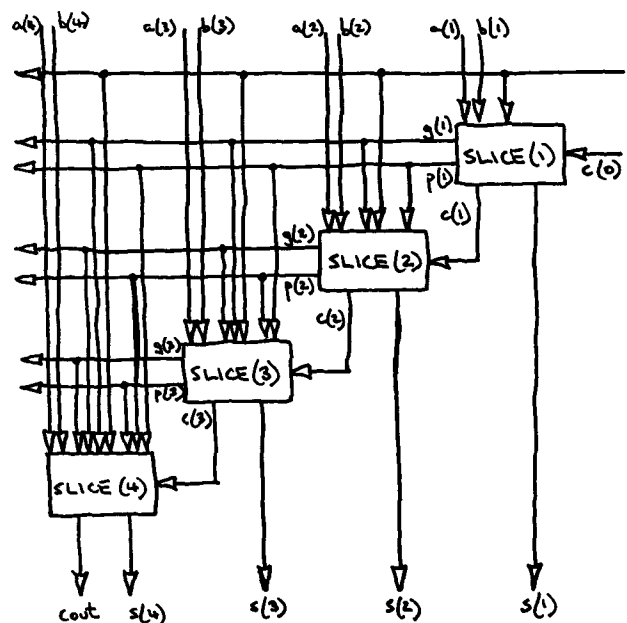 a(4) b(4) a(3) b(3) a(2) b(2) a(1) b(1)
g(1)
SLICE(1)
p(1)
c(0)
c(1)
g(2)
SLICE(2)
p(2)
c(2)
g(3)
SLICE(3)
p(3)
c(3)
SLICE(4)
cout s(4) s(3) s(2) s(1)